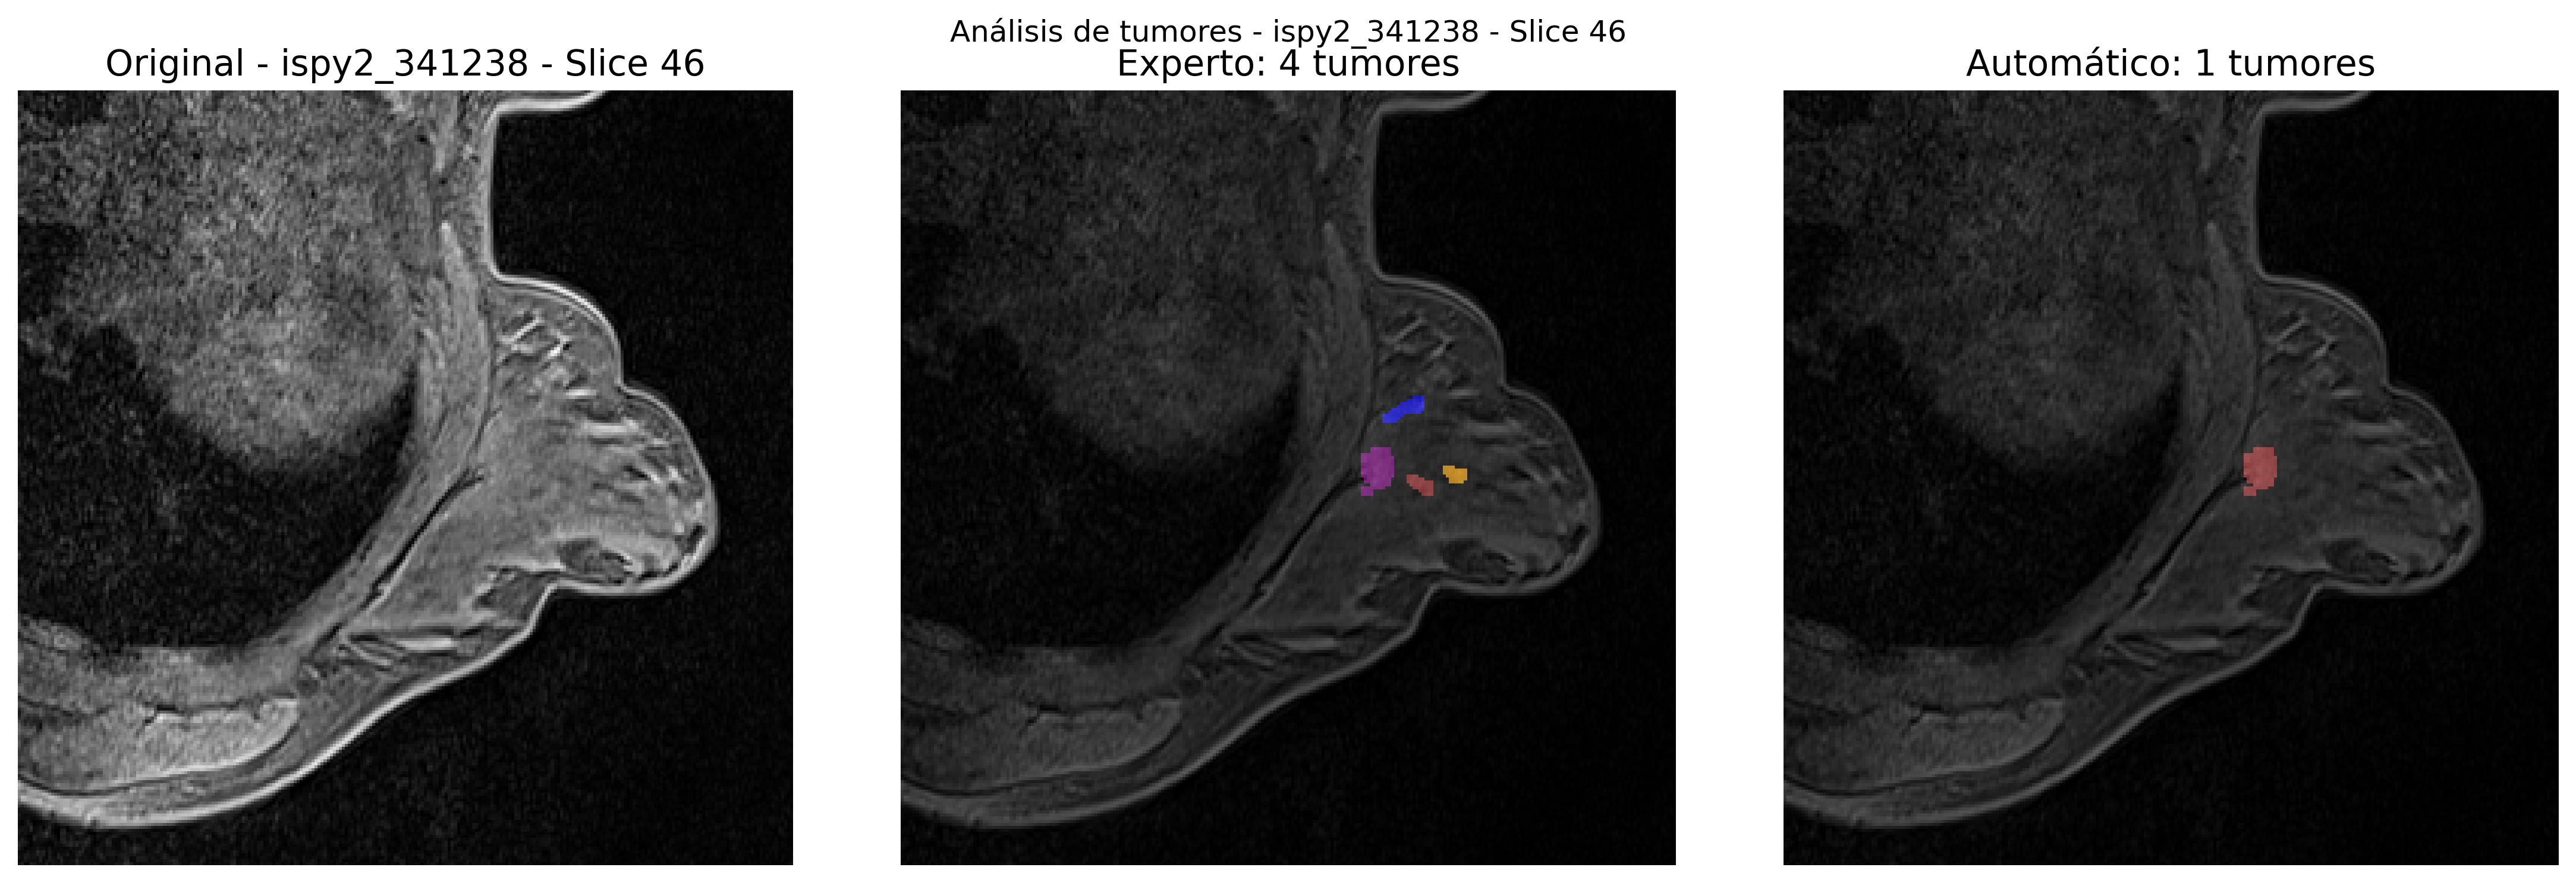 Análisis de tumores - ispy2_341238 - Slice 46
Original - ispy2_341238 - Slice 46
Experto: 4 tumores
Automático: 1 tumores